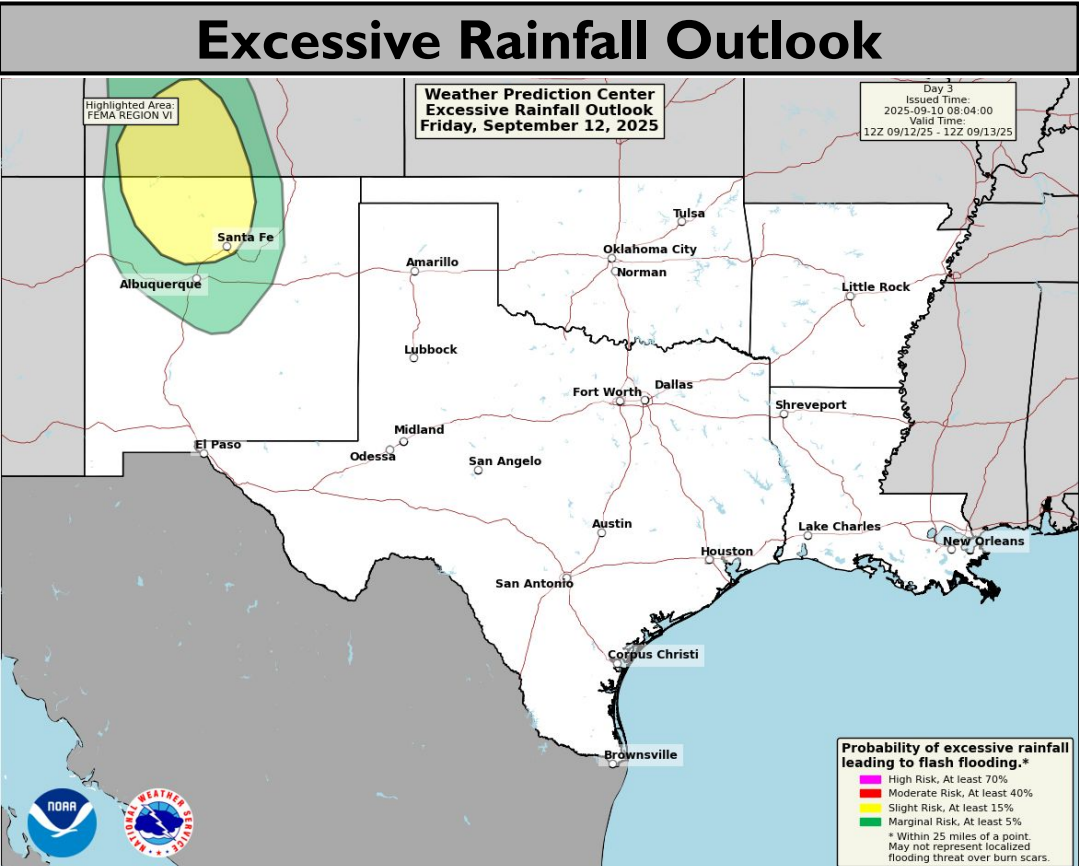 Excessive Rainfall Outlook
Highlighted Area:
FEMA REGION VI
Weather Prediction Center
Excessive Rainfall Outlook
Friday, September 12, 2025
Day 3
Issued Time:
2025-09-10 08:04:00
Valid Time:
12Z 09/12/25 - 12Z 09/13/25
Tulsa
Santa Fe
Oklahoma City
Amarillo
Norman
Albuquerque
Little Rock
Lubbock
Dallas
Fort Worth
Shreveport
Midland
El Paso
Odessa
San Angelo
Austin
Lake Charles
New Orleans
Houston
San Antonio
Corpus Christi
Brownsville
Probability of excessive rainfall
leading to flash flooding.*
High Risk, At least 70%
Moderate Risk, At least 40%
Slight Risk, At least 15%
Marginal Risk, At least 5%
* Within 25 miles of a point.
May not represent localized
flooding threat over burn scars.
NOAA
NATIONAL WEATHER SERVICE